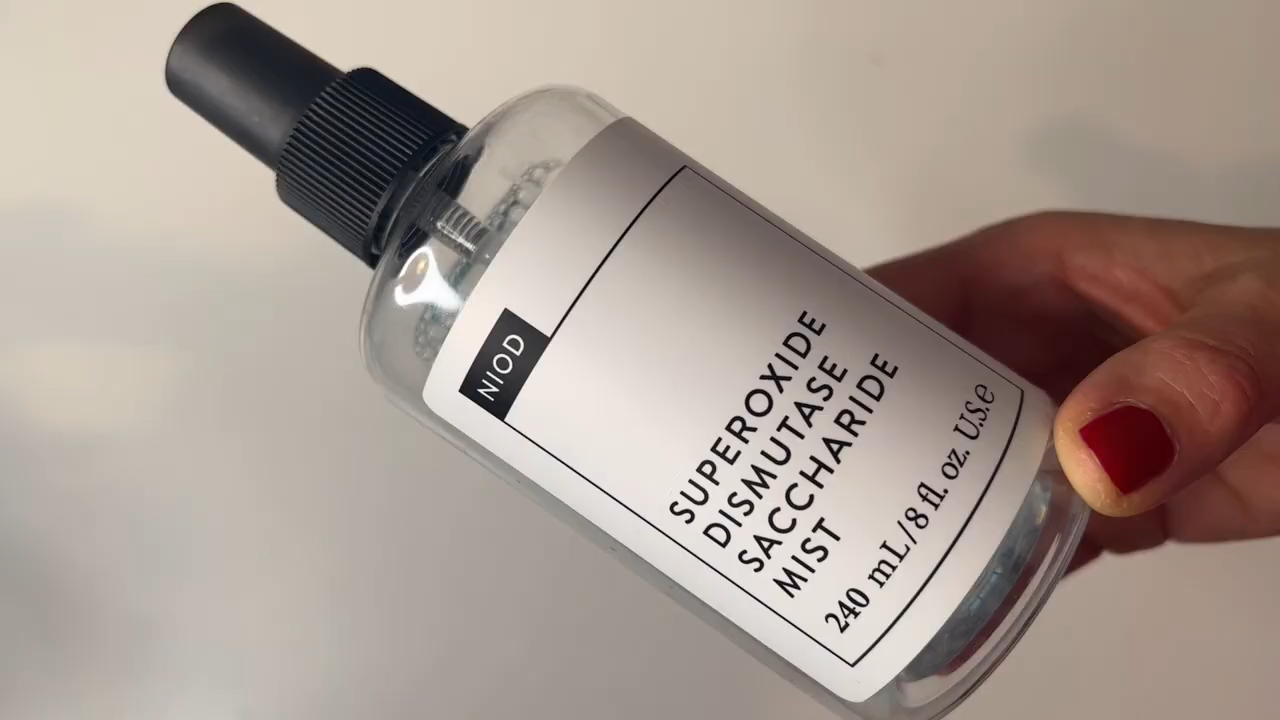 NIOD
SUPEROXIDE
DISMUTASE
SACCHARIDE
MIST
240 mL/8 fl. oz. U.S.e